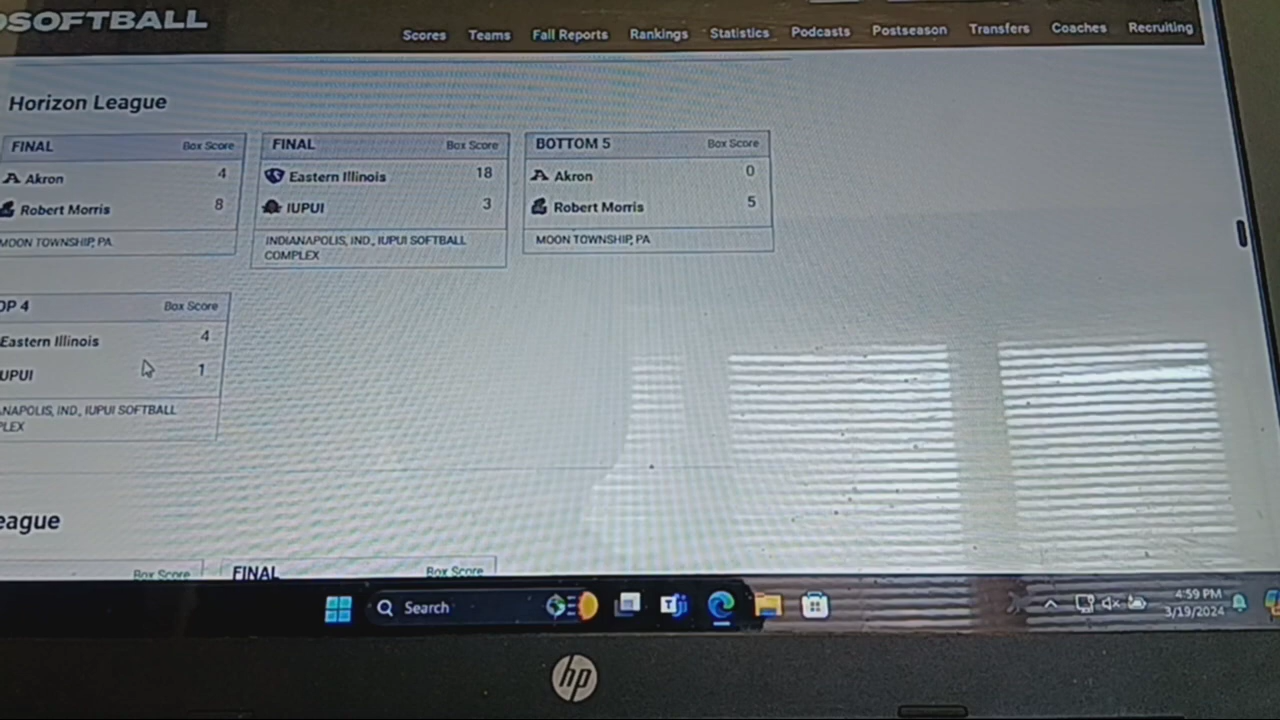 SOFTBALL
Scores Teams Fall Reports Rankings Statistics Podcasts Postseason Transfers Coaches Recruiting
Horizon League
FINAL Box Score
Akron 4
Robert Morris 8
MOON TOWNSHIP, PA
FINAL Box Score
Eastern Illinois 18
IUPUI 3
INDIANAPOLIS, IND., IUPUI SOFTBALL
COMPLEX
BOTTOM 5 Box Score
Akron 0
Robert Morris 5
MOON TOWNSHIP, PA
OP 4 Box Score
Eastern Illinois 4
UPUI 1
NAPOLIS, IND., IUPUI SOFTBALL
PLEX
eague
Box Score
FINAL Box Score
Search
4:59 PM
3/19/2024
hp